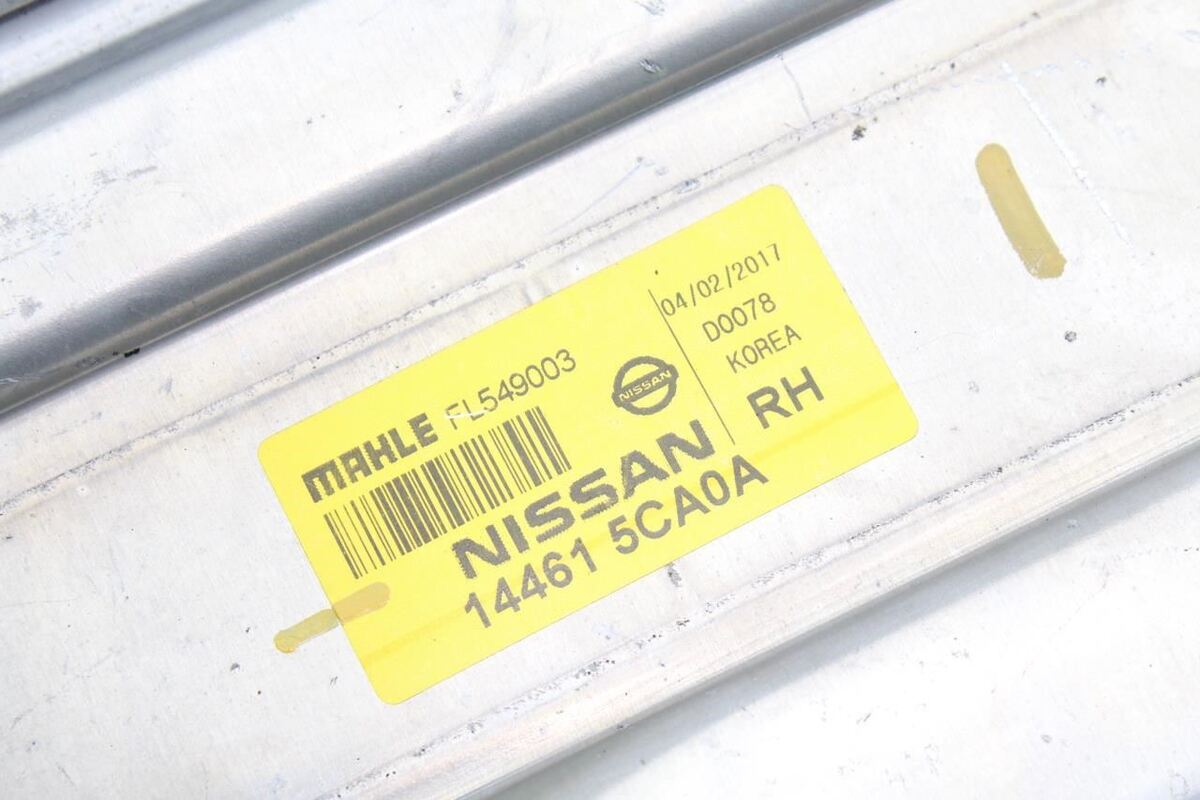 MAHLE FL549003
NISSAN
NISSAN
14461 5CA0A
04/02/2017
D0078
KOREA
RH